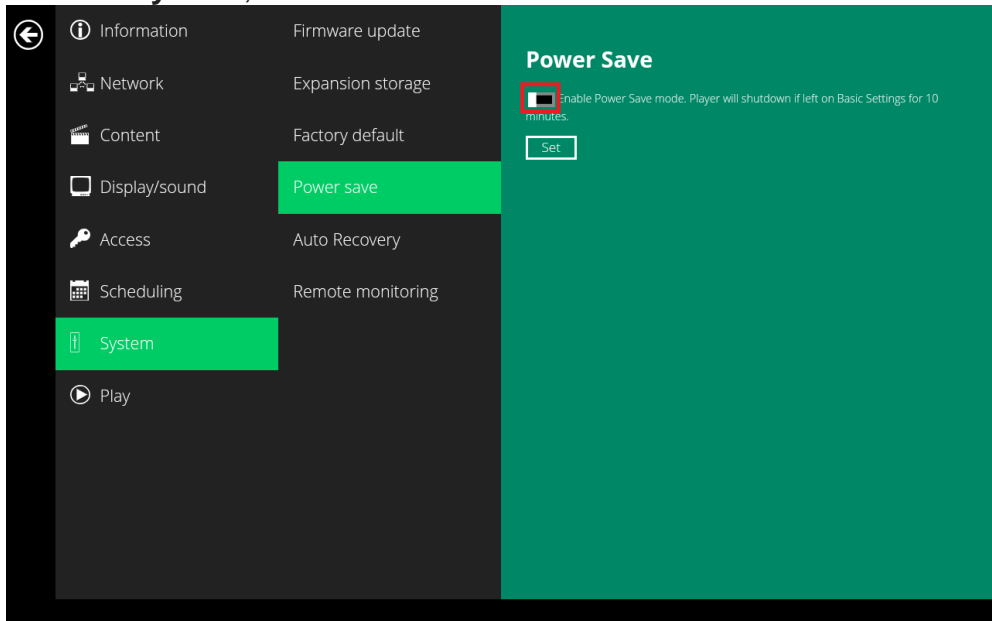 Information
Network
Content
Display/sound
Access
Scheduling
System
Play
Firmware update
Expansion storage
Factory default
Power save
Auto Recovery
Remote monitoring
Power Save
Enable Power Save mode. Player will shutdown if left on Basic Settings for 10
minutes.
Set